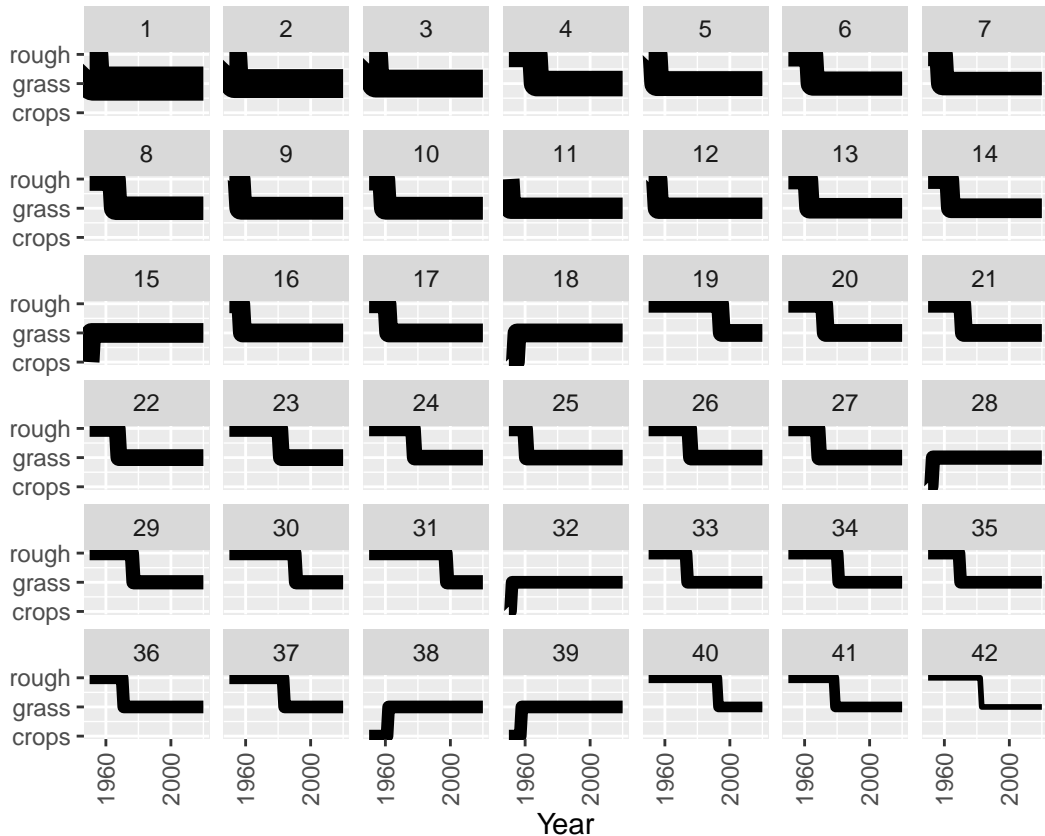 1 2 3 4 5 6 7
rough
grass
crops
8 9 10 11 12 13 14
rough
grass
crops
15 16 17 18 19 20 21
rough
grass
crops
22 23 24 25 26 27 28
rough
grass
crops
29 30 31 32 33 34 35
rough
grass
crops
36 37 38 39 40 41 42
rough
grass
crops
1960 2000 1960 2000 1960 2000 1960 2000 1960 2000 1960 2000 1960 2000
Year